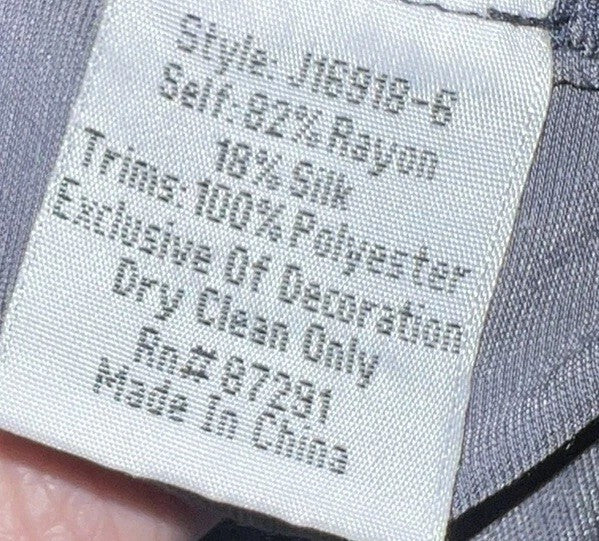 Style: J16918-6
Self: 82% Rayon
18% Silk
Trims: 100% Polyester
Exclusive Of Decoration
Dry Clean Only
Rn# 87291
Made In China